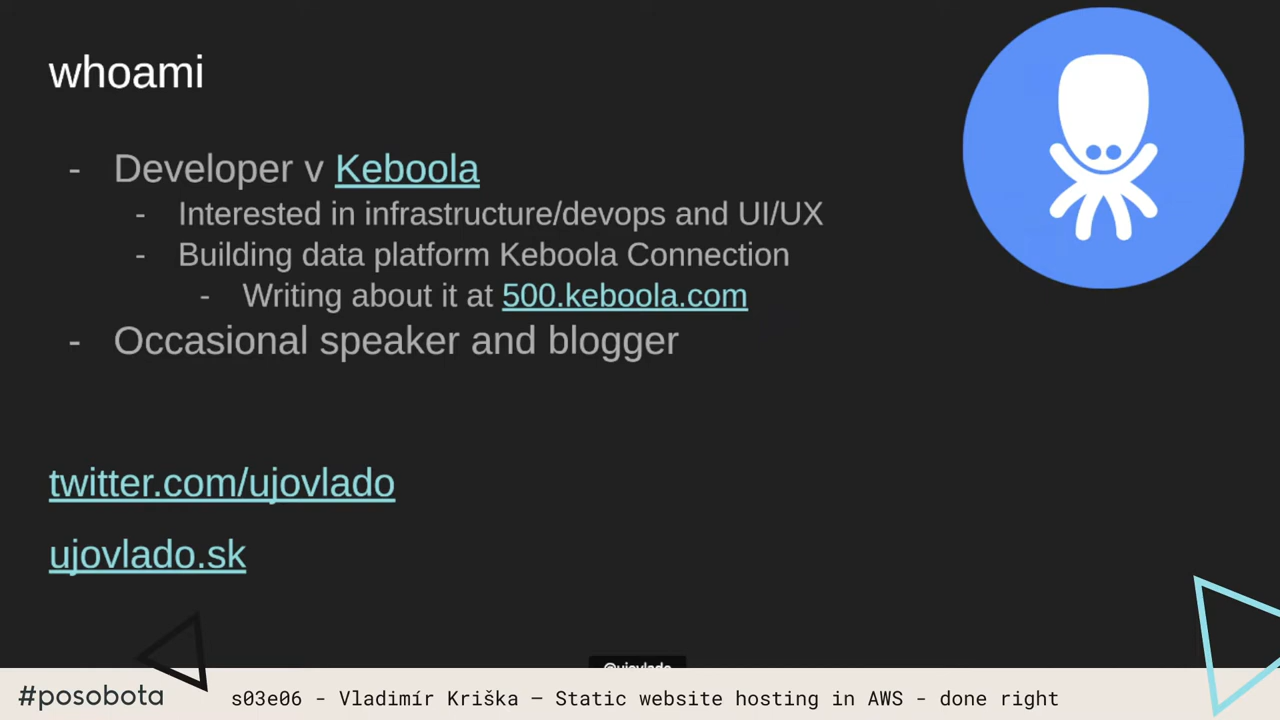 whoami
- Developer v Keboola
- Interested in infrastructure/devops and UI/UX
- Building data platform Keboola Connection
- Writing about it at 500.keboola.com
- Occasional speaker and blogger
twitter.com/ujovlado
ujovlado.sk
@ujovlado
#posobota
s03e06 - Vladimír Kriška — Static website hosting in AWS - done right